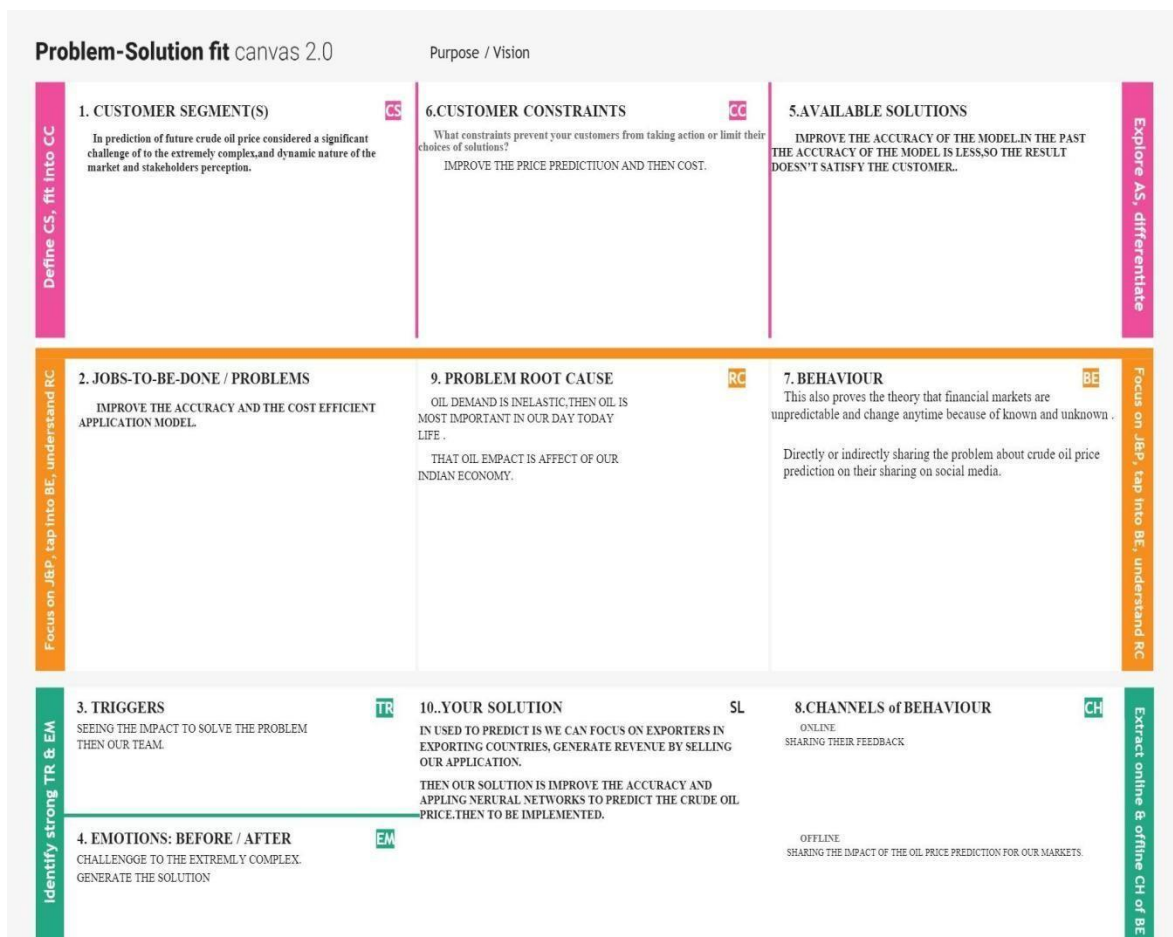 Problem-Solution fit canvas 2.0
Purpose / Vision
Define CS, fit into CC
1. CUSTOMER SEGMENT(S)
CS
In prediction of future crude oil price considered a significant
challenge of to the extremely complex,and dynamic nature of the
market and stakeholders perception.
6.CUSTOMER CONSTRAINTS
CC
What constraints prevent your customers from taking action or limit their
choices of solutions?
IMPROVE THE PRICE PREDICTIUON AND THEN COST.
5.AVAILABLE SOLUTIONS
IMPROVE THE ACCURACY OF THE MODEL.IN THE PAST
THE ACCURACY OF THE MODEL IS LESS,SO THE RESULT
DOESN'T SATISFY THE CUSTOMER..
Explore AS, differentiate
Focus on J&P, tap into BE, understand RC
2. JOBS-TO-BE-DONE / PROBLEMS
IMPROVE THE ACCURACY AND THE COST EFFICIENT
APPLICATION MODEL.
9. PROBLEM ROOT CAUSE
RC
OIL DEMAND IS INELASTIC,THEN OIL IS
MOST IMPORTANT IN OUR DAY TODAY
LIFE .
THAT OIL EMPACT IS AFFECT OF OUR
INDIAN ECONOMY.
7. BEHAVIOUR
BE
This also proves the theory that financial markets are
unpredictable and change anytime because of known and unknown .
Directly or indirectly sharing the problem about crude oil price
prediction on their sharing on social media.
Focus on J&P, tap into BE, understand RC
Identify strong TR & EM
3. TRIGGERS
TR
SEEING THE IMPACT TO SOLVE THE PROBLEM
THEN OUR TEAM.
4. EMOTIONS: BEFORE / AFTER
EM
CHALLENGGE TO THE EXTREMLY COMPLEX.
GENERATE THE SOLUTION
10..YOUR SOLUTION
SL
IN USED TO PREDICT IS WE CAN FOCUS ON EXPORTERS IN
EXPORTING COUNTRIES, GENERATE REVENUE BY SELLING
OUR APPLICATION.
THEN OUR SOLUTION IS IMPROVE THE ACCURACY AND
APPLING NERURAL NETWORKS TO PREDICT THE CRUDE OIL
PRICE.THEN TO BE IMPLEMENTED.
8.CHANNELS of BEHAVIOUR
CH
ONLINE
SHARING THEIR FEEDBACK
OFFLINE
SHARING THE IMPACT OF THE OIL PRICE PREDICTION FOR OUR MARKETS.
Extract online & offline CH of BE